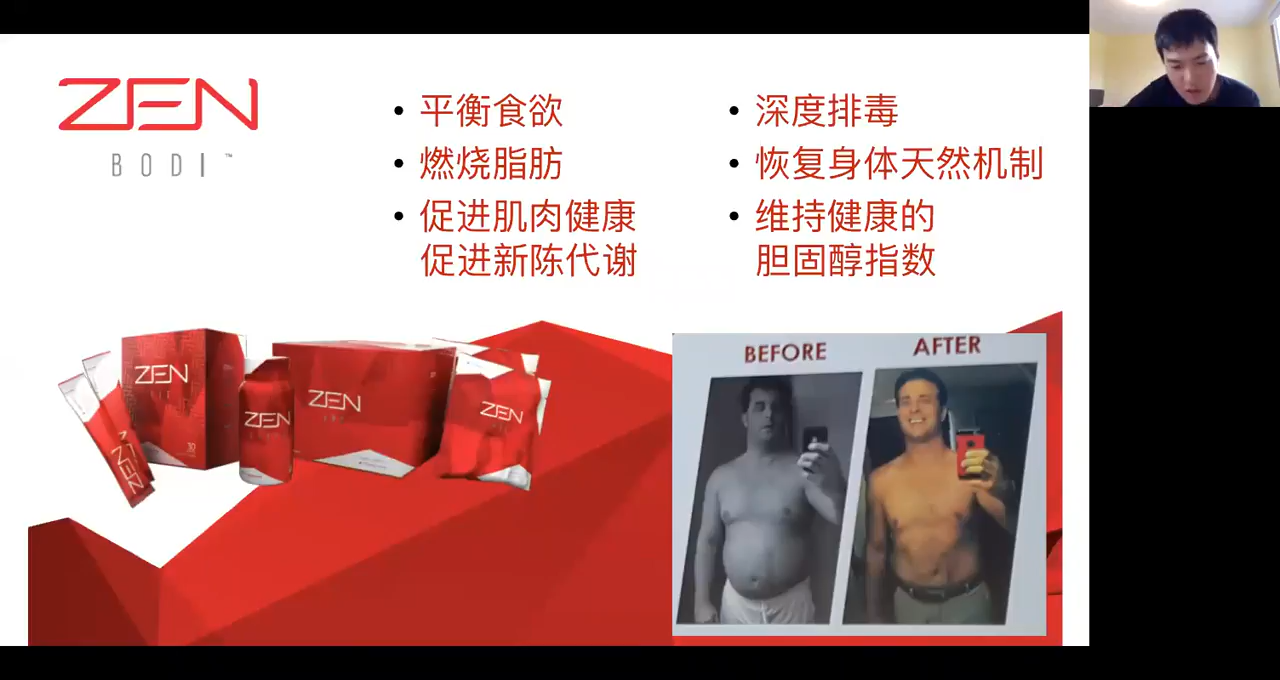 ZEN
BODI™
• 平衡食欲
• 燃烧脂肪
• 促进肌肉健康
促进新陈代谢
• 深度排毒
• 恢复身体天然机制
• 维持健康的
胆固醇指数
ZEN
ZEN
ZEN
ZEN
ZEN
BEFORE
AFTER